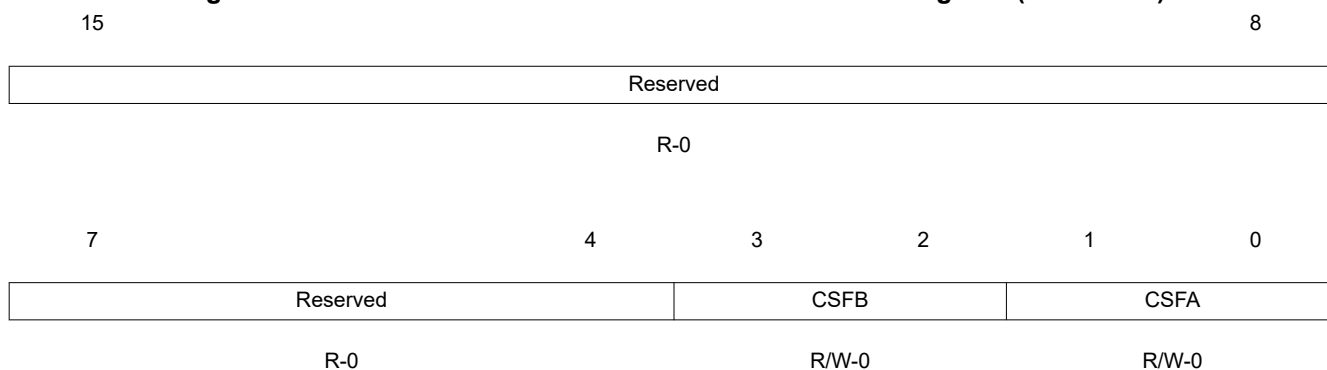 15 8
Reserved
R-0
7 4 3 2 1 0
Reserved CSFB CSFA
R-0 R/W-0 R/W-0